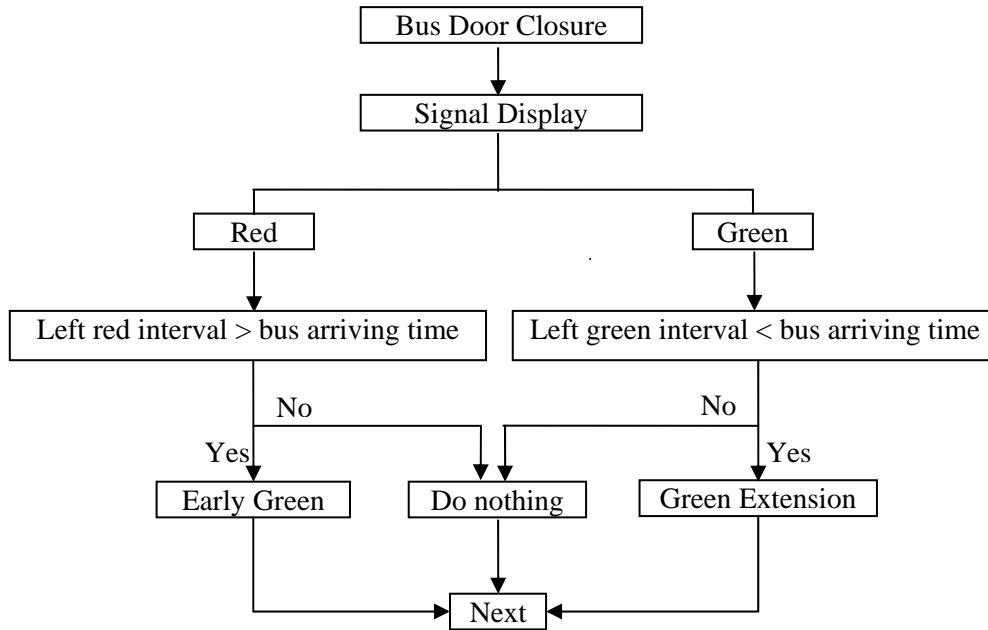 Bus Door Closure
Signal Display
Red
Green
Left red interval > bus arriving time
Left green interval < bus arriving time
No
No
Yes
Yes
Early Green
Do nothing
Green Extension
Next